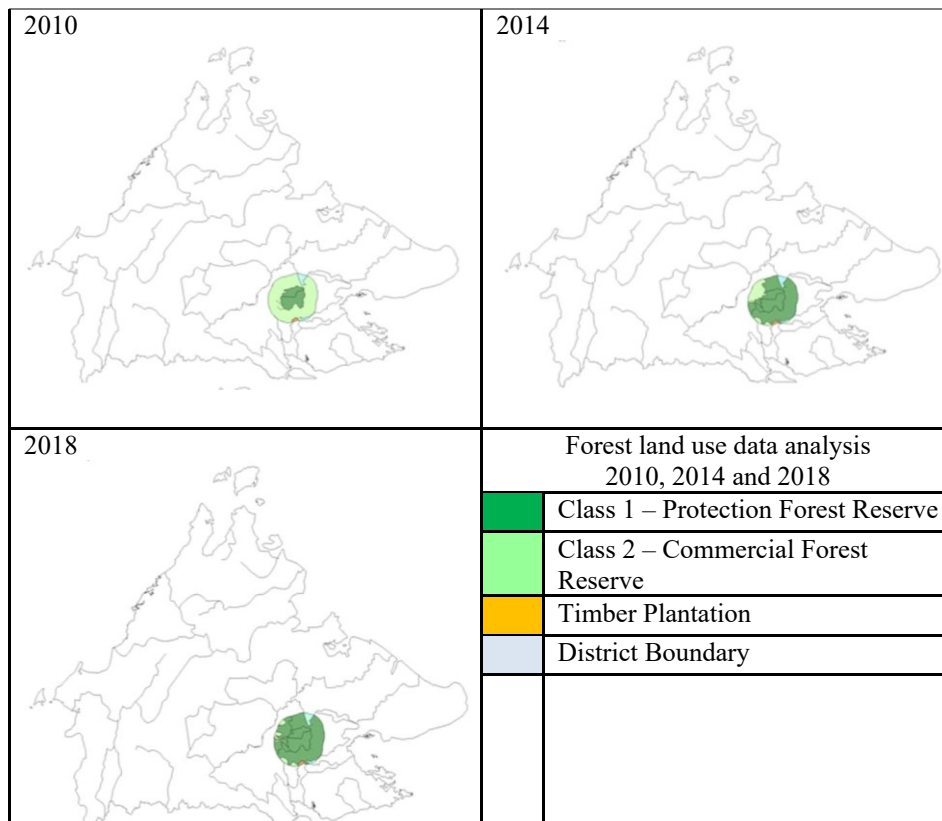 2010
2014
2018
Forest land use data analysis
2010, 2014 and 2018
Class 1 – Protection Forest Reserve
Class 2 – Commercial Forest
Reserve
Timber Plantation
District Boundary